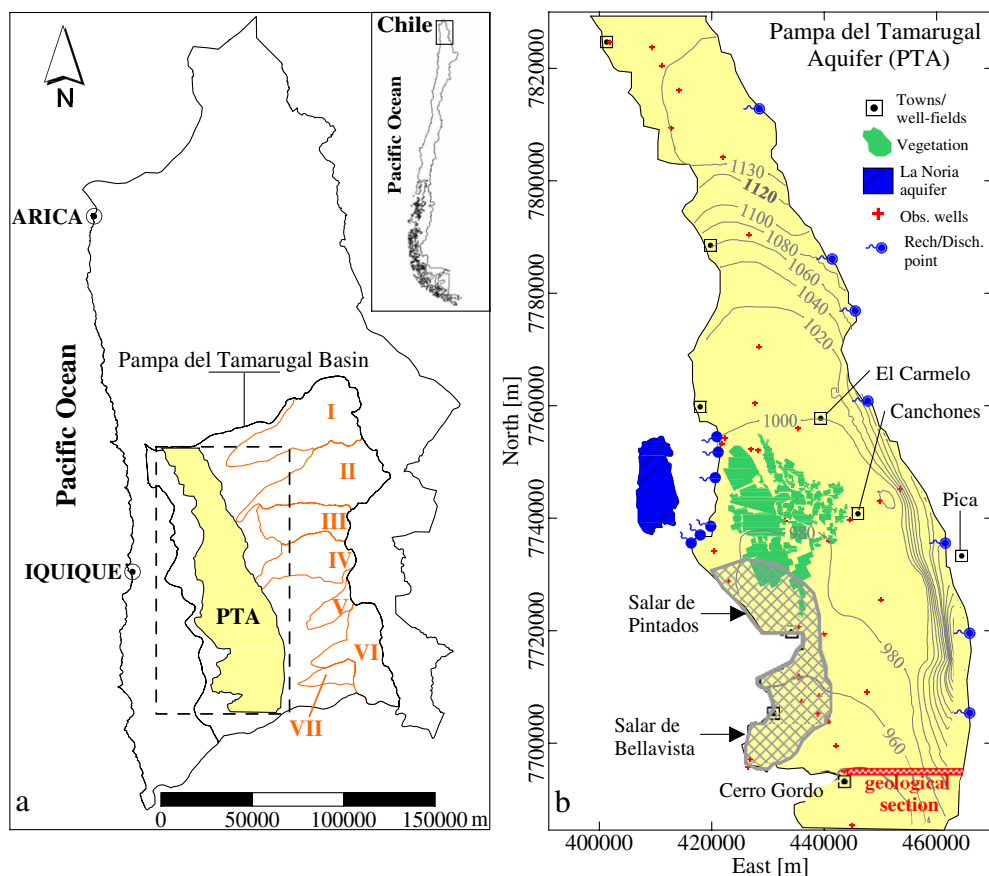 N
Chile
Pacific Ocean
ARICA
Pampa del Tamarugal Basin
Pacific Ocean
I
II
III
IV
V
VI
VII
IQUIQUE
PTA
a
0
50000
100000
150000 m
Pampa del Tamarugal
Aquifer (PTA)
Towns/
well-fields
Vegetation
La Noria
aquifer
Obs. wells
Rech/Disch.
point
1130
1120
1100
1080
1060
1040
1020
1000
980
980
960
El Carmelo
Canchones
Pica
Salar de
Pintados
Salar de
Bellavista
Cerro Gordo
geological
section
b
North [m]
7820000
7800000
7780000
7760000
7740000
7720000
7700000
400000
420000
440000
460000
East [m]